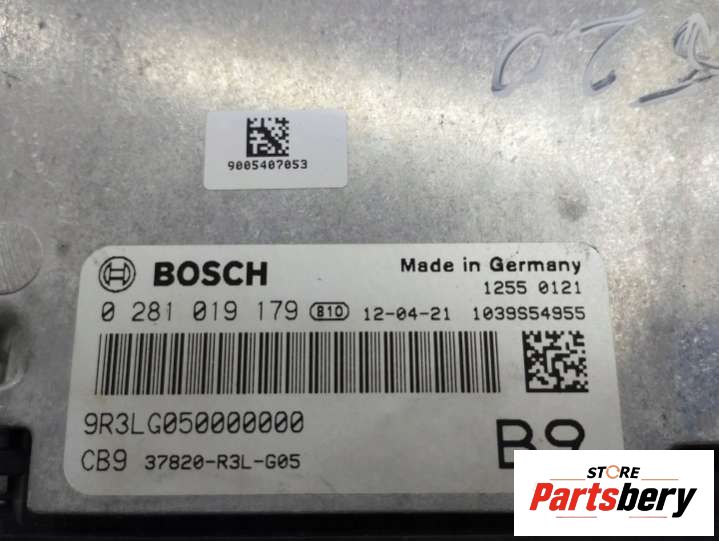 520
9005407053
BOSCH
Made in Germany
1255 0121
0 281 019 179 B10 12-04-21 1039S54955
9R3LG050000000
CB9 37820-R3L-G05
B9
STORE
Partsbery